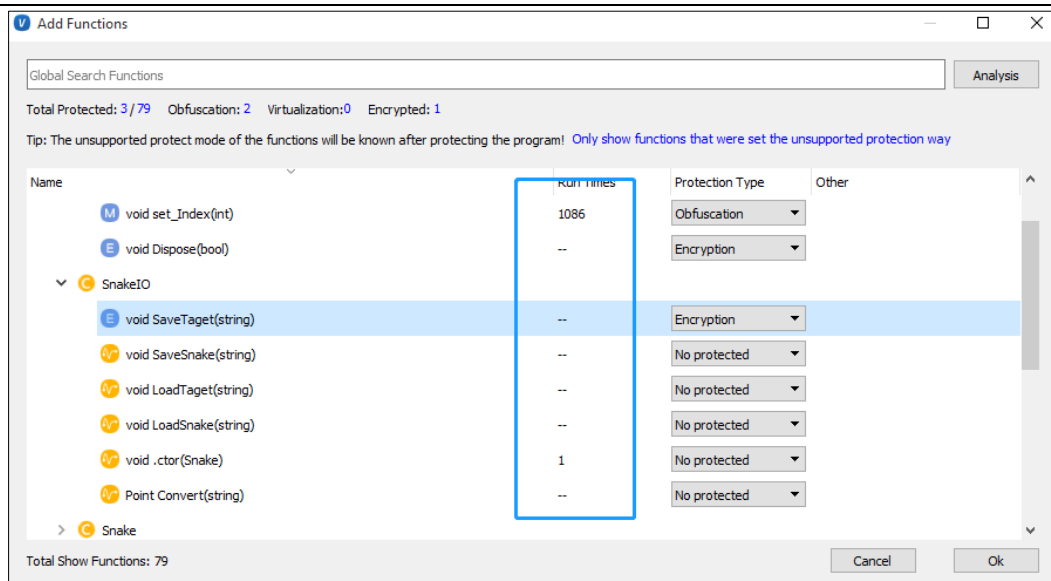 V Add Functions
Global Search Functions Analysis
Total Protected: 3/79 Obfuscation: 2 Virtualization:0 Encrypted: 1
Tip: The unsupported protect mode of the functions will be known after protecting the program! Only show functions that were set the unsupported protection way
Name Run Times Protection Type Other
M void set_Index(int) 1086 Obfuscation
E void Dispose(bool) -- Encryption
C SnakeIO
E void SaveTaget(string) -- Encryption
void SaveSnake(string) -- No protected
void LoadTaget(string) -- No protected
void LoadSnake(string) -- No protected
void .ctor(Snake) 1 No protected
Point Convert(string) -- No protected
C Snake
Total Show Functions: 79 Cancel Ok